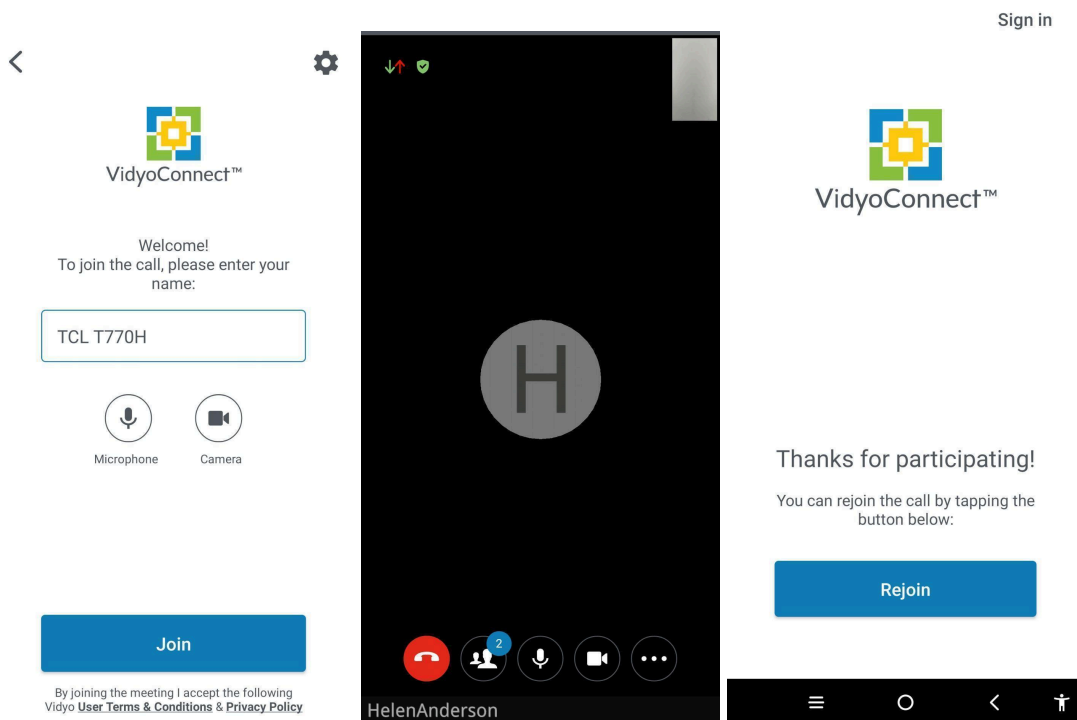 VidyoConnect™
Welcome!
To join the call, please enter your
name:
TCL T770H
Microphone
Camera
Join
By joining the meeting I accept the following
Vidyo User Terms & Conditions & Privacy Policy
H
2
HelenAnderson
Sign in
VidyoConnect™
Thanks for participating!
You can rejoin the call by tapping the
button below:
Rejoin